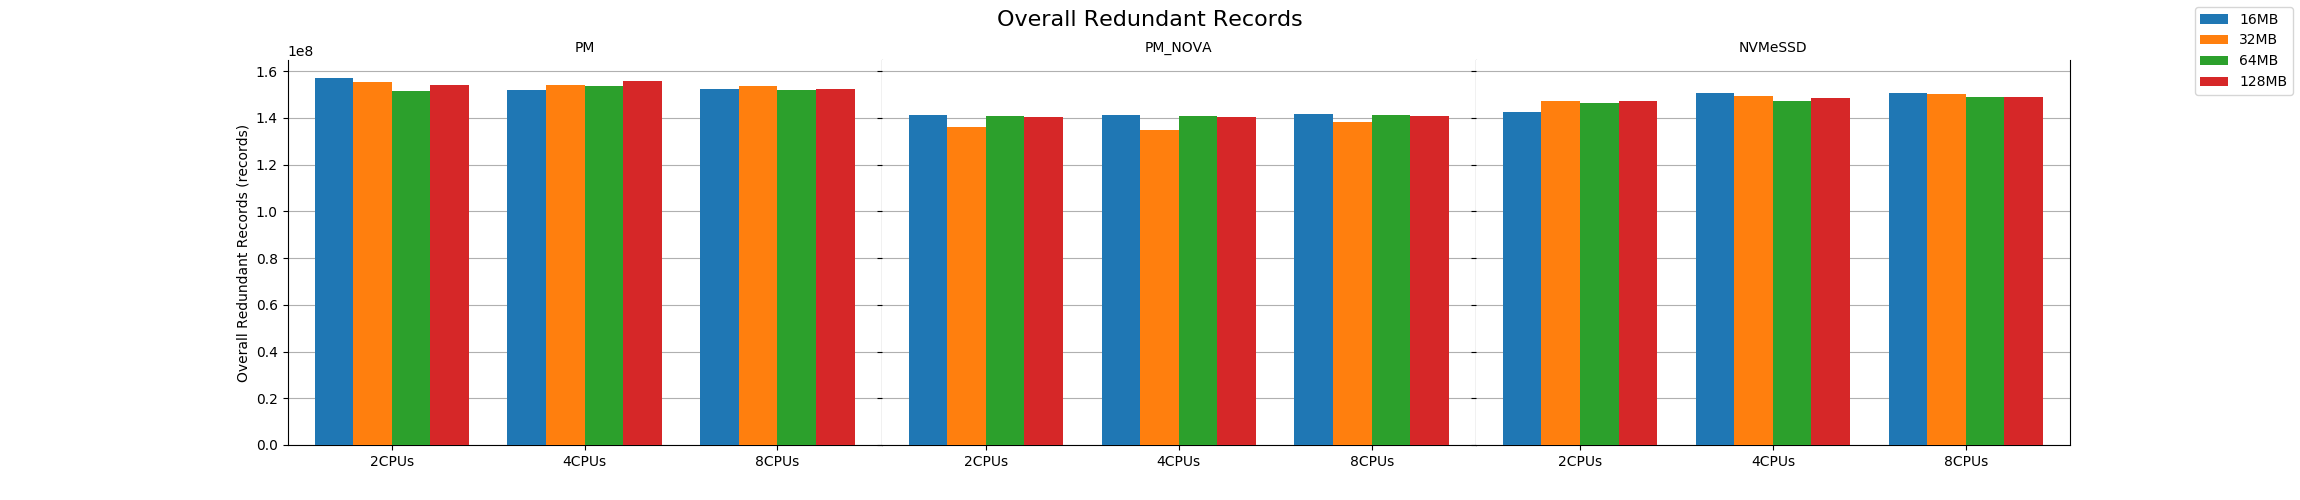 Overall Redundant Records
16MB
32MB
64MB
128MB
1e8
PM
PM_NOVA
NVMeSSD
Overall Redundant Records (records)
1.6
1.4
1.2
1.0
0.8
0.6
0.4
0.2
0.0
2CPUs
4CPUs
8CPUs
2CPUs
4CPUs
8CPUs
2CPUs
4CPUs
8CPUs